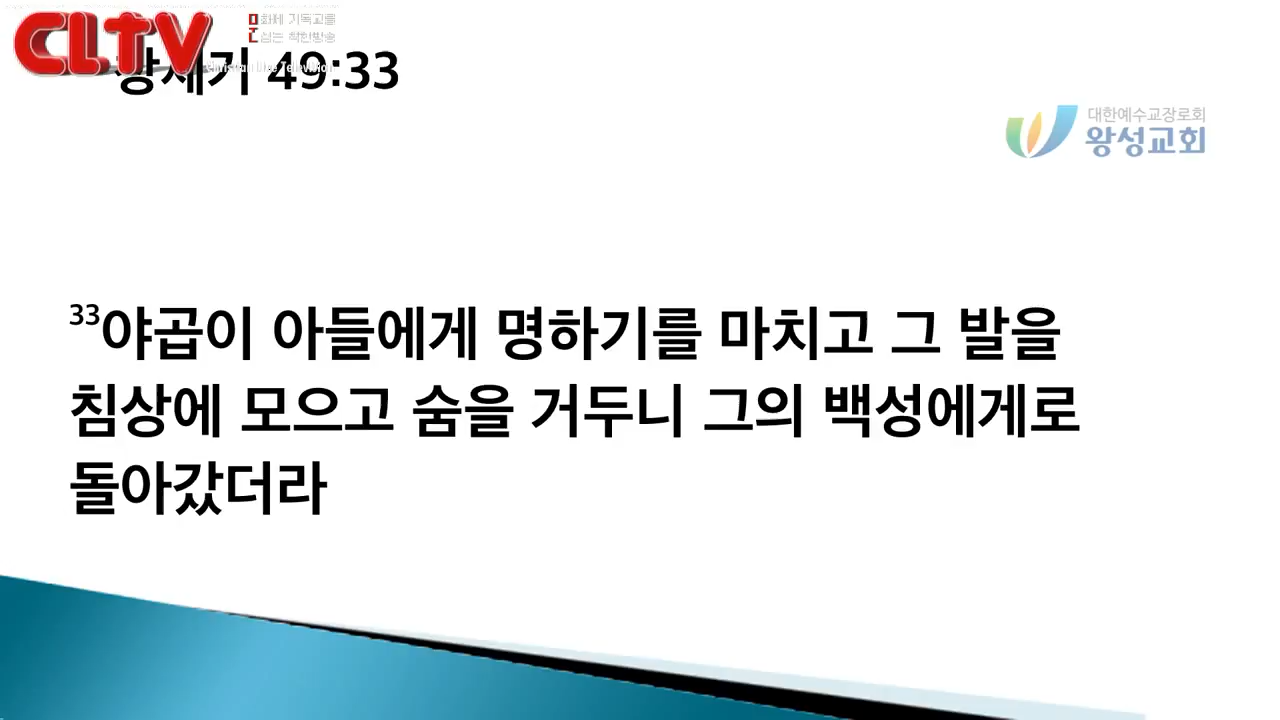 CLTV
Christian Life Television
창세기 49:33
대한예수교장로회
왕성교회
33야곱이 아들에게 명하기를 마치고 그 발을
침상에 모으고 숨을 거두니 그의 백성에게로
돌아갔더라